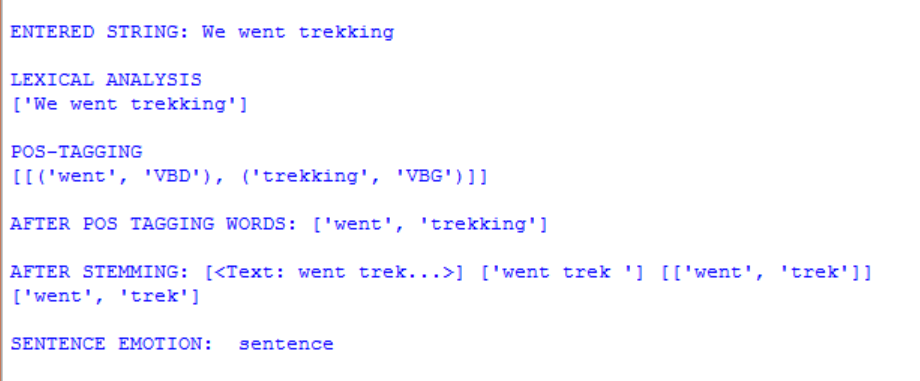 ENTERED STRING: We went trekking
LEXICAL ANALYSIS
['We went trekking']
POS-TAGGING
[[('went', 'VBD'), ('trekking', 'VBG')]]
AFTER POS TAGGING WORDS: ['went', 'trekking']
AFTER STEMMING: [<Text: went trek...>] ['went trek '] [['went', 'trek']]
['went', 'trek']
SENTENCE EMOTION:  sentence